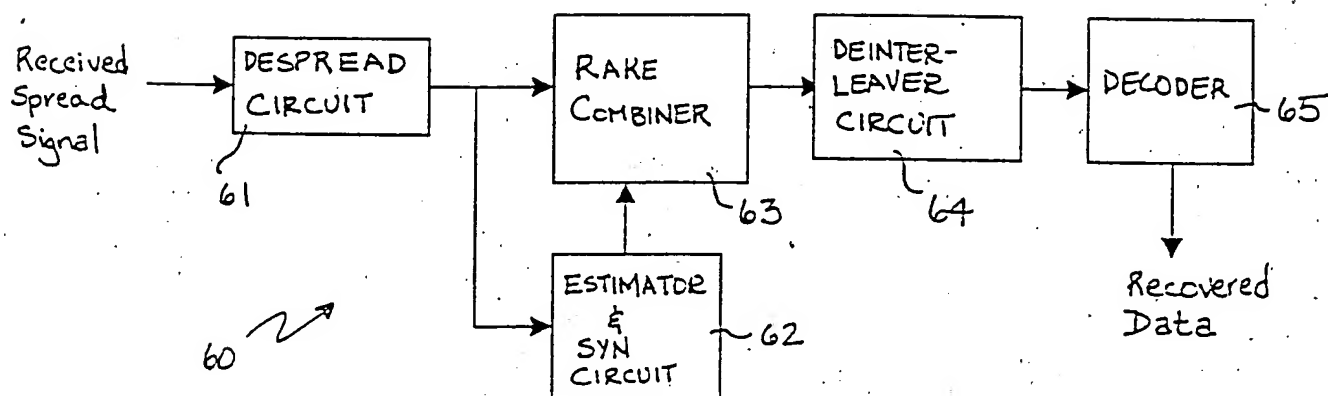 Received
Spread
Signal
DESPREAD
CIRCUIT
61
RAKE
COMBINER
63
DEINTER-
LEAVER
CIRCUIT
64
DECODER
65
ESTIMATOR
&
SYN
CIRCUIT
62
Recovered
Data
60